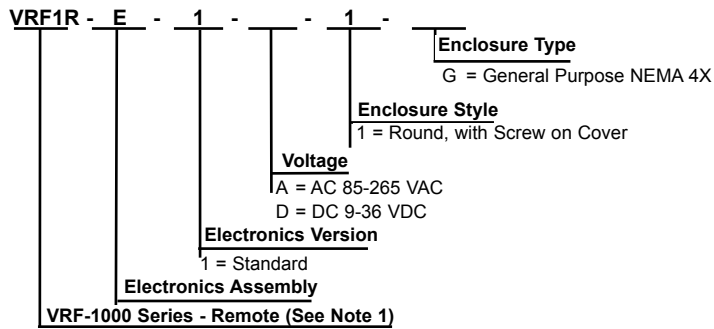 VRF1R - E - 1 - - 1 -
Enclosure Type
G = General Purpose NEMA 4X
Enclosure Style
1 = Round, with Screw on Cover
Voltage
A = AC 85-265 VAC
D = DC 9-36 VDC
Electronics Version
1 = Standard
Electronics Assembly
VRF-1000 Series - Remote (See Note 1)